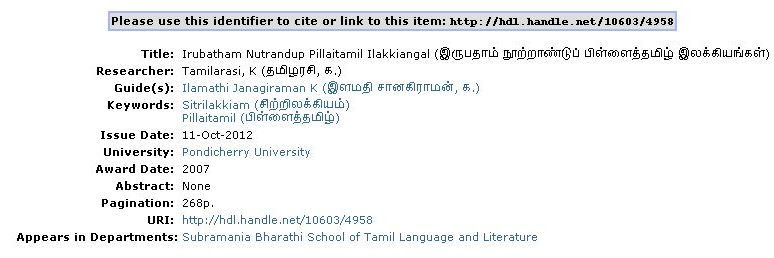 Please use this identifier to cite or link to this item: http://hdl.handle.net/10603/4958
Title: Irubatham Nutrandup Pillaitamil Ilakkiangal (இருபதாம் நூற்றாண்டுப் பிள்ளைத்தமிழ் இலக்கியங்கள்)
Researcher: Tamilarasi, K (தமிழரசி, க.)
Guide(s): Ilamathi Janagiraman K (இளமதி சானகிராமன், க.)
Keywords: Sitrilakkiam (சிற்றிலக்கியம்)
Pillaitamil (பிள்ளைத்தமிழ்)
Issue Date: 11-Oct-2012
University: Pondicherry University
Award Date: 2007
Abstract: None
Pagination: 268p.
URI: http://hdl.handle.net/10603/4958
Appears in Departments: Subramania Bharathi School of Tamil Language and Literature